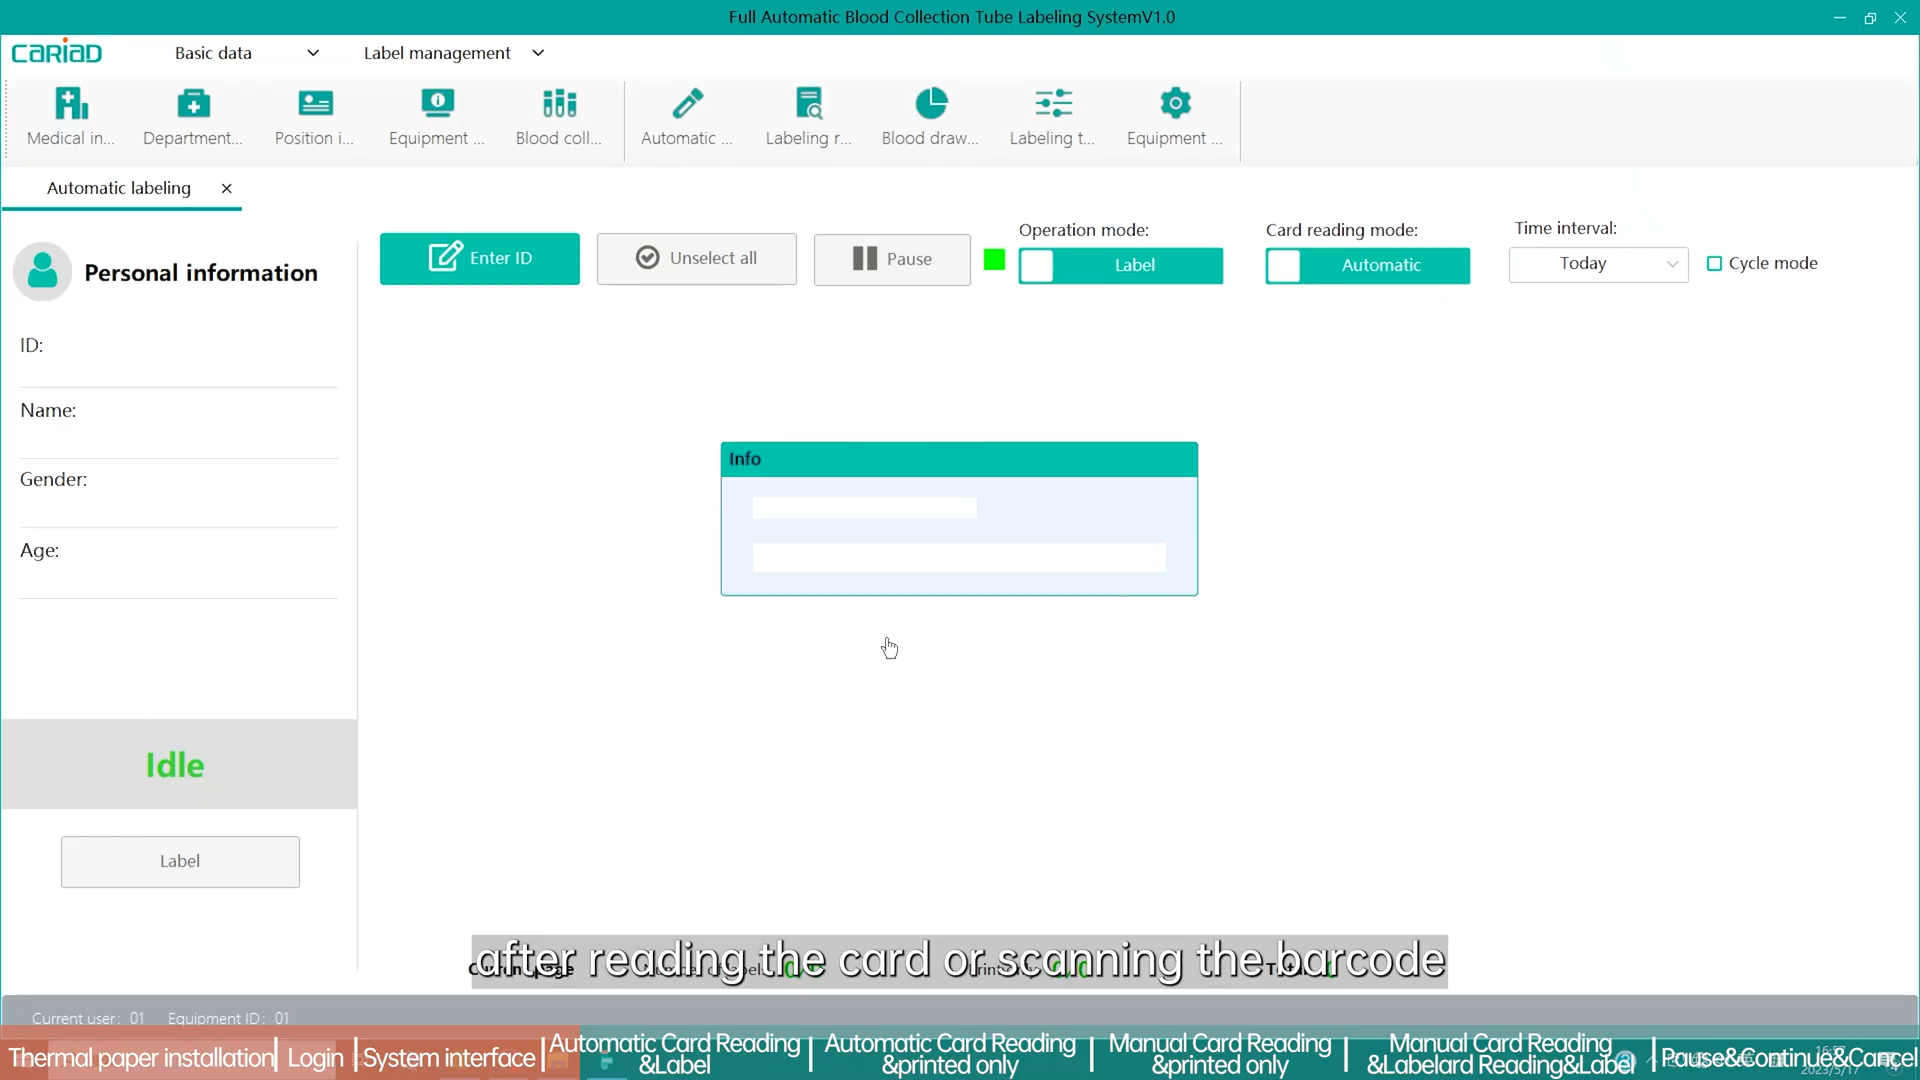 Full Automatic Blood Collection Tube Labeling SystemV1.0
CARIAD
Basic data
Label management
Medical in...
Department...
Position i...
Equipment ...
Blood coll...
Automatic ...
Labeling r...
Blood draw...
Labeling t...
Equipment ...
Automatic labeling
Personal information
ID:
Name:
Gender:
Age:
Idle
Label
Enter ID
Unselect all
Pause
Operation mode:
Label
Card reading mode:
Automatic
Time interval:
Today
Cycle mode
Info
after reading the card or scanning the barcode
Current page
Current user: 01 Equipment ID: 01
Thermal paper installation
Login
System interface
Automatic Card Reading
&Label
Automatic Card Reading
&printed only
Manual Card Reading
&printed only
Manual Card Reading
&Labelard Reading&Label
Pause&Continue&Cancel